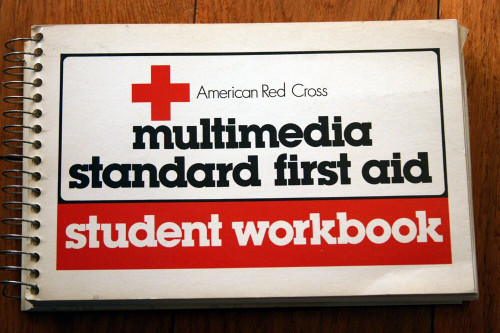 American Red Cross
multimedia
standard first aid
student workbook